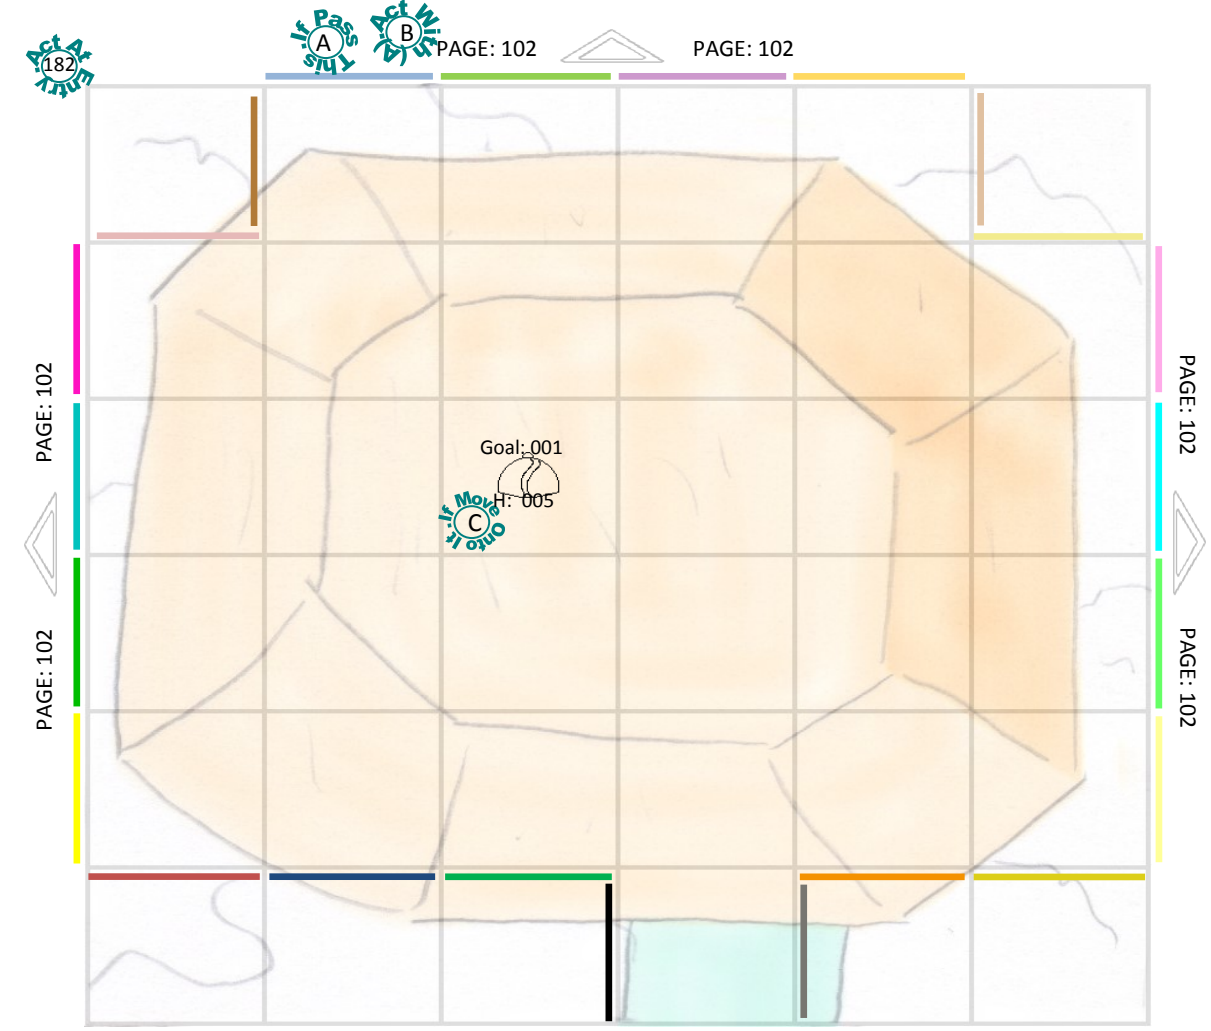 Act At Entry.
182
.If Pass This
A
Act With (A)
B
PAGE: 102
PAGE: 102
PAGE: 102
PAGE: 102
Goal: 001
H: 005
.If Move Onto It.
C
PAGE: 102
PAGE: 102